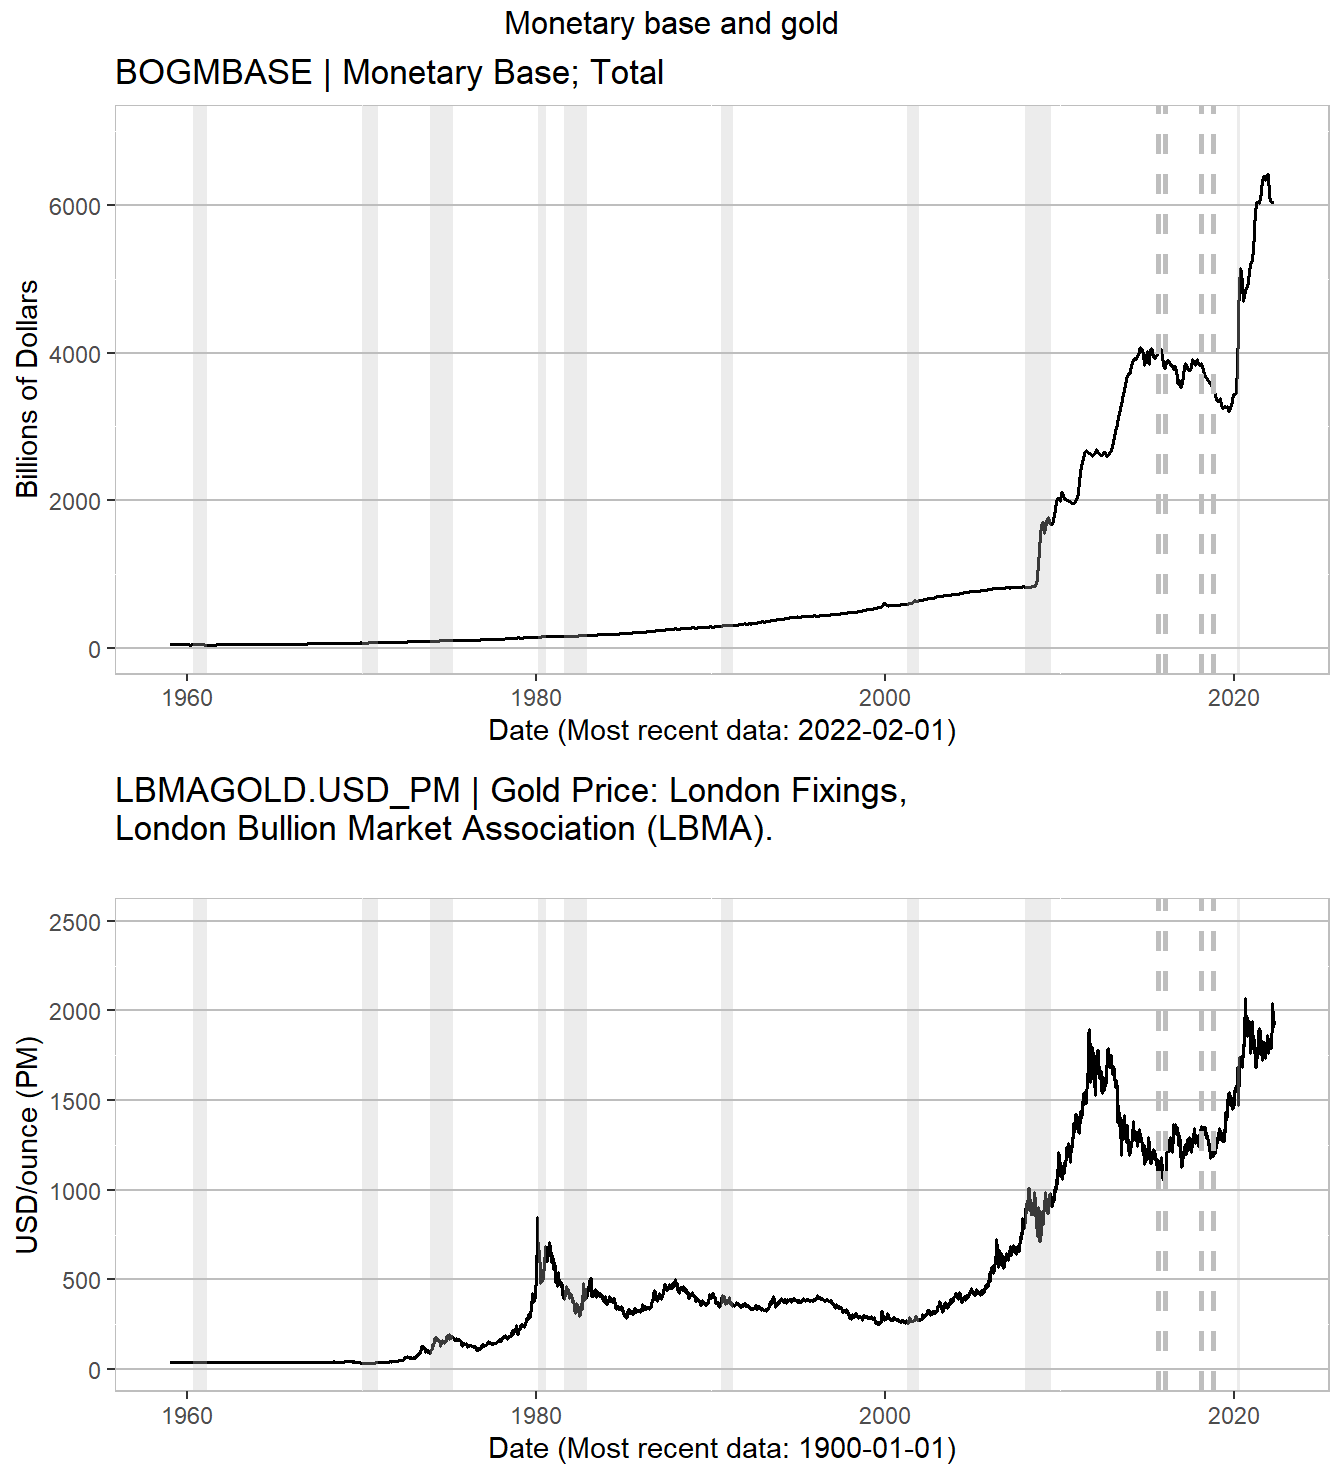 Monetary base and gold
BOGMBASE | Monetary Base; Total
Billions of Dollars
6000
4000
2000
0
1960 1980 2000 2020
Date (Most recent data: 2022-02-01)
LBMAGOLD.USD_PM | Gold Price: London Fixings,
London Bullion Market Association (LBMA).
USD/ounce (PM)
2500
2000
1500
1000
500
0
1960 1980 2000 2020
Date (Most recent data: 1900-01-01)